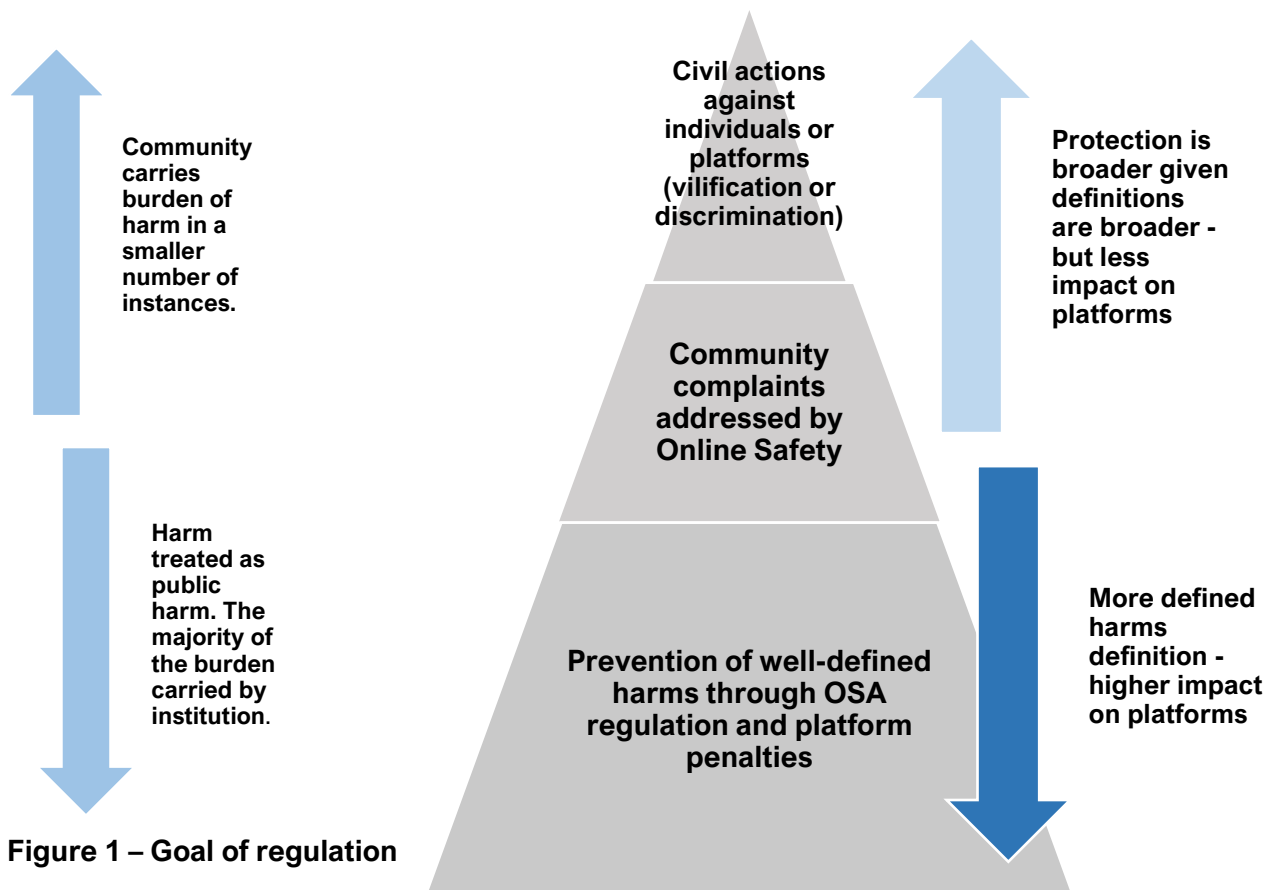 Community
carries
burden of
harm in a
smaller
number of
instances.
Harm
treated as
public
harm. The
majority of
the burden
carried by
institution.
Civil actions
against
individuals or
platforms
(vilification or
discrimination)
Community
complaints
addressed by
Online Safety
Prevention of well-defined
harms through OSA
regulation and platform
penalties
Protection is
broader given
definitions
are broader -
but less
impact on
platforms
More defined
harms
definition -
higher impact
on platforms
Figure 1 – Goal of regulation